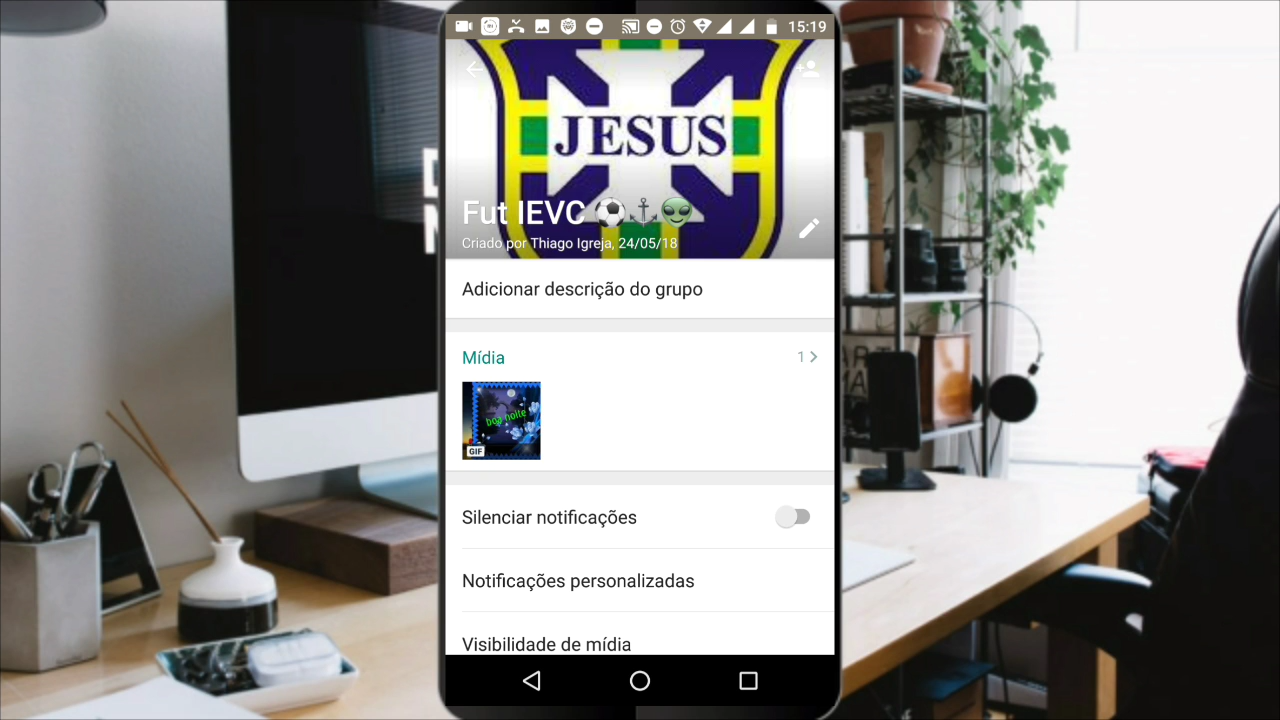 15:19
JESUS
Fut IEVC ⚽⚓👽
Criado por Thiago Igreja, 24/05/18
Adicionar descrição do grupo
Mídia
1
boa noite
GIF
Silenciar notificações
Notificações personalizadas
Visibilidade de mídia